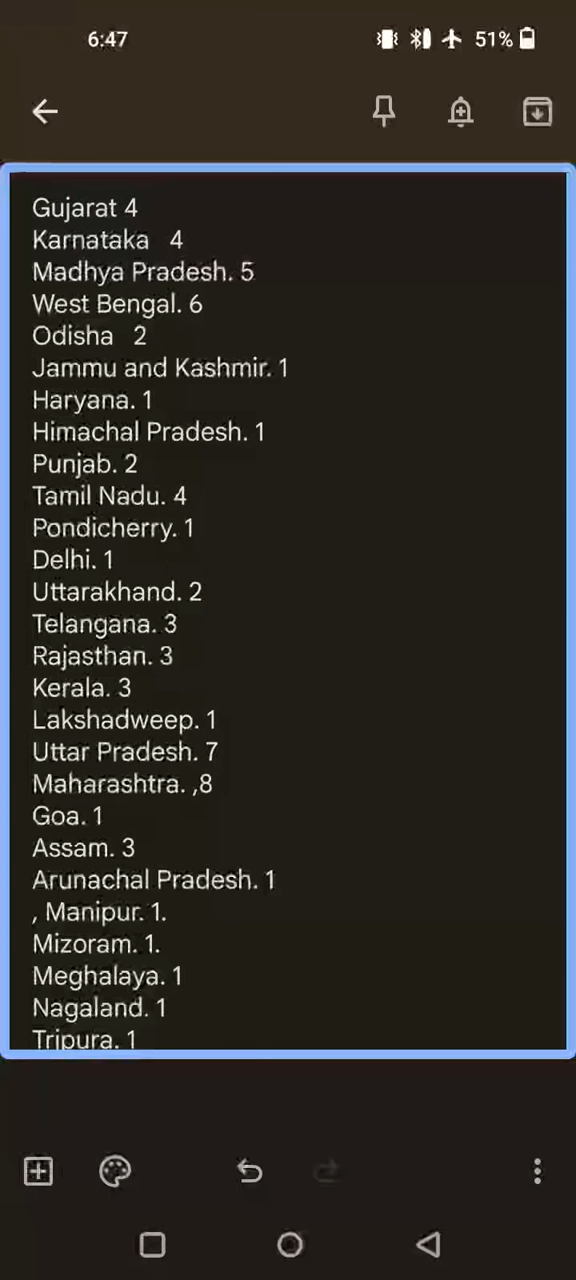 6:47
51%
Gujarat 4
Karnataka   4
Madhya Pradesh. 5
West Bengal. 6
Odisha   2
Jammu and Kashmir. 1
Haryana. 1
Himachal Pradesh. 1
Punjab. 2
Tamil Nadu. 4
Pondicherry. 1
Delhi. 1
Uttarakhand. 2
Telangana. 3
Rajasthan. 3
Kerala. 3
Lakshadweep. 1
Uttar Pradesh. 7
Maharashtra. ,8
Goa. 1
Assam. 3
Arunachal Pradesh. 1
, Manipur. 1.
Mizoram. 1.
Meghalaya. 1
Nagaland. 1
Tripura. 1